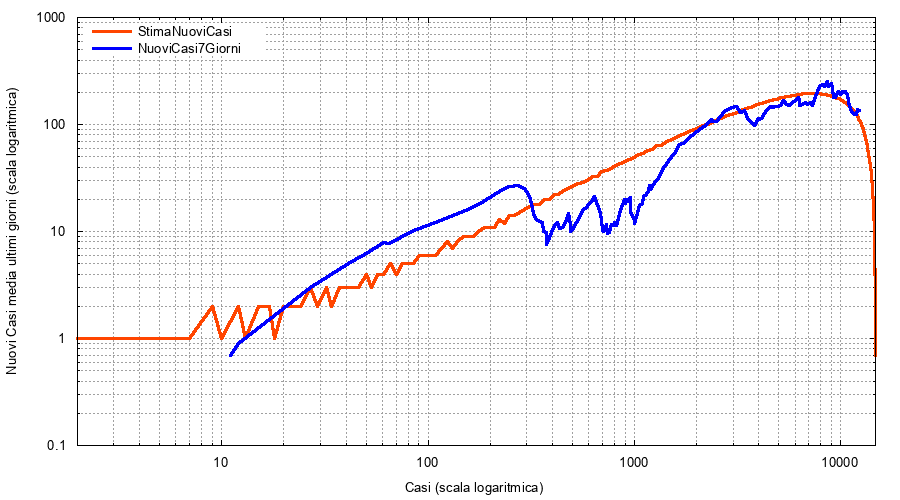 1000
StimaNuoviCasi
NuoviCasi7Giorni
100
10
1
0.1
Nuovi Casi media ultimi giorni (scala logaritmica)
10
100
1000
10000
Casi (scala logaritmica)